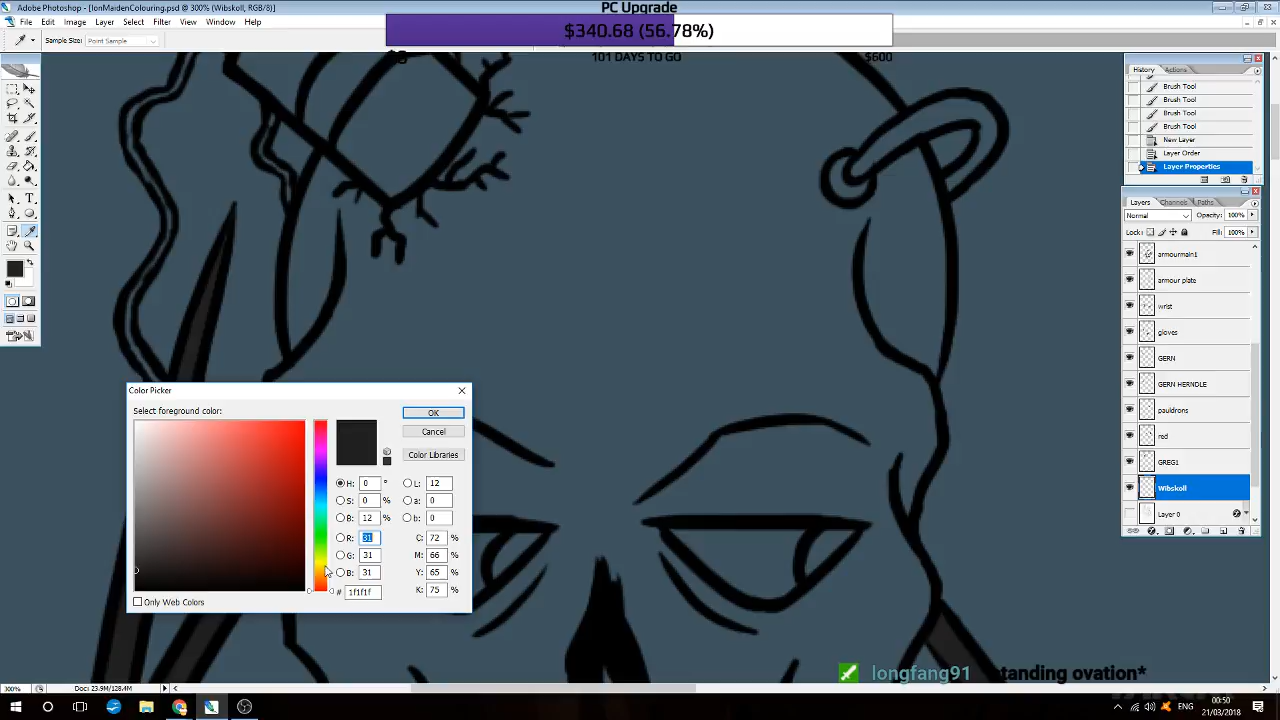 Adobe Photoshop - [IonMaidenColouring.psd @ 300% (Wibskoll, RGB/8)]
PC Upgrade
File Edit Image Layer Select Filter View Window Help
$340.68 (56.78%)
Sample Size: Point Sample
101 DAYS TO GO
$600
History Actions
Brush Tool
Brush Tool
Brush Tool
Brush Tool
New Layer
Layer Order
Layer Properties
Layers Channels Paths
Normal Opacity: 100%
Lock: Fill: 100%
armourmain1
armour plate
wrist
gloves
GERN
GERN HERNDLE
pauldrons
red
GREG1
Wibskoll
Layer 0
Color Picker
Select foreground color:
OK
Cancel
Color Libraries
H: 0 ° L: 12
S: 0 % a: 0
B: 12 % b: 0
R: 31 C: 72 %
G: 31 M: 66 %
B: 31 Y: 65 %
# 1f1f1f K: 75 %
Only Web Colors
longfang91 standing ovation*
300% Doc: 23.9M/128.4M
ENG
00:50
21/03/2018